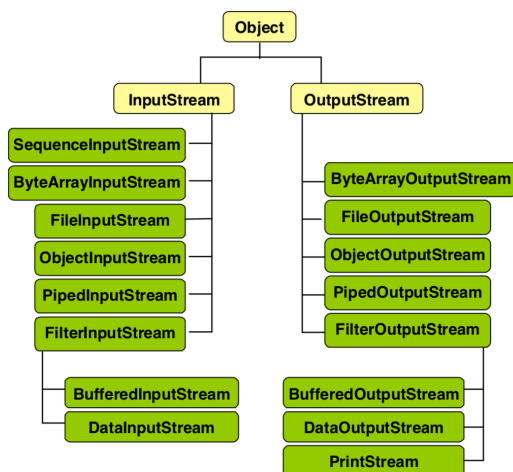 Object
InputStream
OutputStream
SequenceInputStream
ByteArrayInputStream
FileInputStream
ObjectInputStream
PipedInputStream
FilterInputStream
BufferedInputStream
DataInputStream
ByteArrayOutputStream
FileOutputStream
ObjectOutputStream
PipedOutputStream
FilterOutputStream
BufferedOutputStream
DataOutputStream
PrintStream